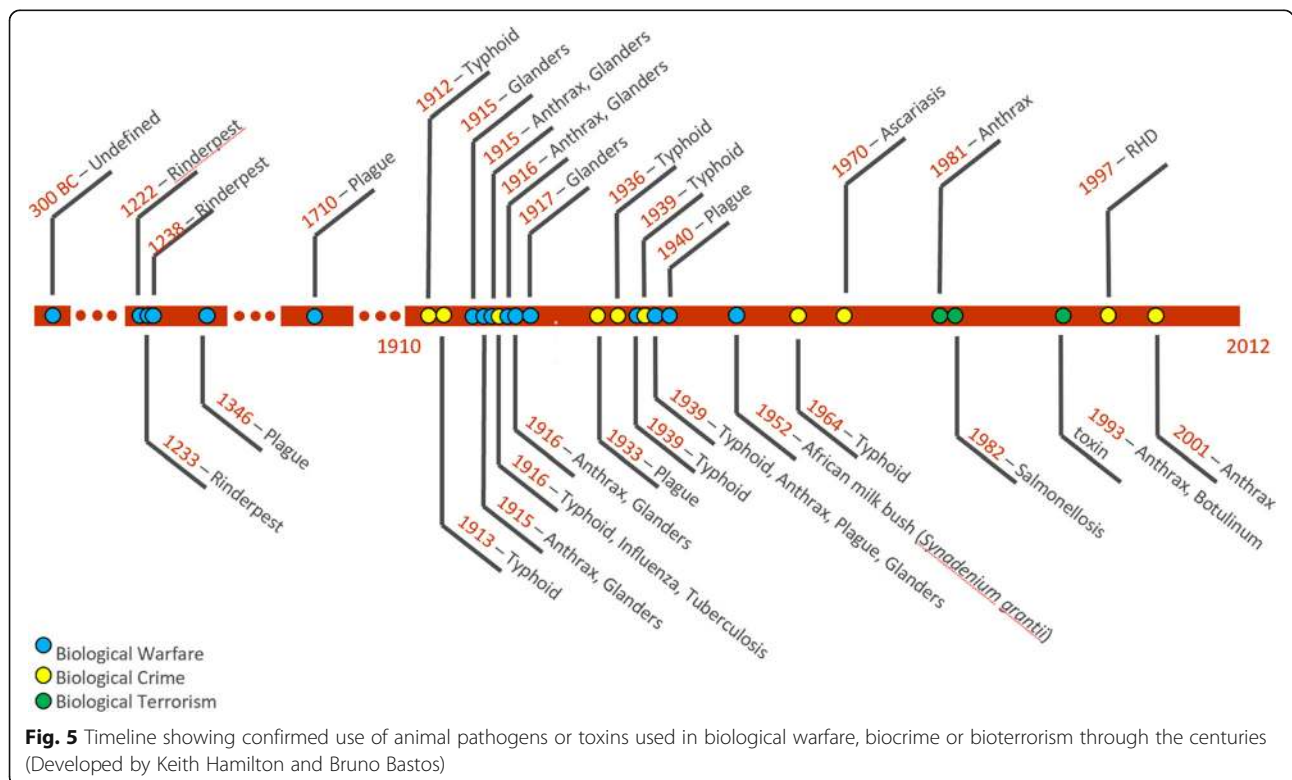 300 BC – Undefined
1222 – Rinderpest
1238 – Rinderpest
1710 – Plague
1912 – Typhoid
1915 – Glanders
1915 – Anthrax, Glanders
1916 – Anthrax, Glanders
1917 – Glanders
1936 – Typhoid
1939 – Typhoid
1940 – Plague
1970 – Ascariasis
1981 – Anthrax
1997 – RHD
1910
2012
1233 – Rinderpest
1346 – Plague
1913 – Typhoid
1915 – Anthrax, Glanders
1916 – Typhoid, Influenza, Tuberculosis
1916 – Anthrax, Glanders
1933 – Plague
1939 – Typhoid
1939 – Typhoid, Anthrax, Plague, Glanders
1952 – African milk bush (Synadenium grantii)
1964 – Typhoid
1982 – Salmonellosis
1993 – Anthrax, Botulinum
toxin
2001 – Anthrax
Biological Warfare
Biological Crime
Biological Terrorism
Fig. 5 Timeline showing confirmed use of animal pathogens or toxins used in biological warfare, biocrime or bioterrorism through the centuries
(Developed by Keith Hamilton and Bruno Bastos)